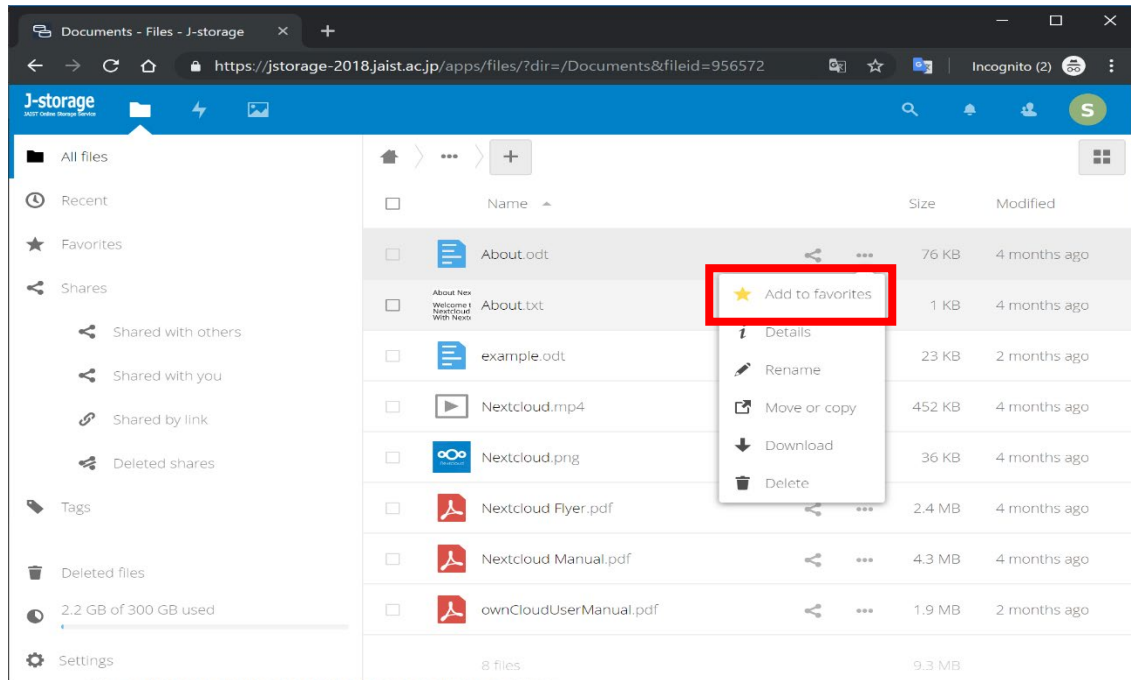 Documents - Files - J-storage
https://jstorage-2018.jaist.ac.jp/apps/files/?dir=/Documents&fileid=956572
Incognito (2)
J-storage
JAIST Online Storage Service
S
All files
Recent
Favorites
Shares
Shared with others
Shared with you
Shared by link
Deleted shares
Tags
Deleted files
2.2 GB of 300 GB used
Settings
Name Size Modified
About.odt 76 KB 4 months ago
About Nex
Welcome t
Nextcloud
With Nextc
About.txt 1 KB 4 months ago
example.odt 23 KB 2 months ago
Nextcloud.mp4 452 KB 4 months ago
Nextcloud.png 36 KB 4 months ago
Nextcloud Flyer.pdf 2.4 MB 4 months ago
Nextcloud Manual.pdf 4.3 MB 4 months ago
ownCloudUserManual.pdf 1.9 MB 2 months ago
8 files 9.3 MB
Add to favorites
Details
Rename
Move or copy
Download
Delete